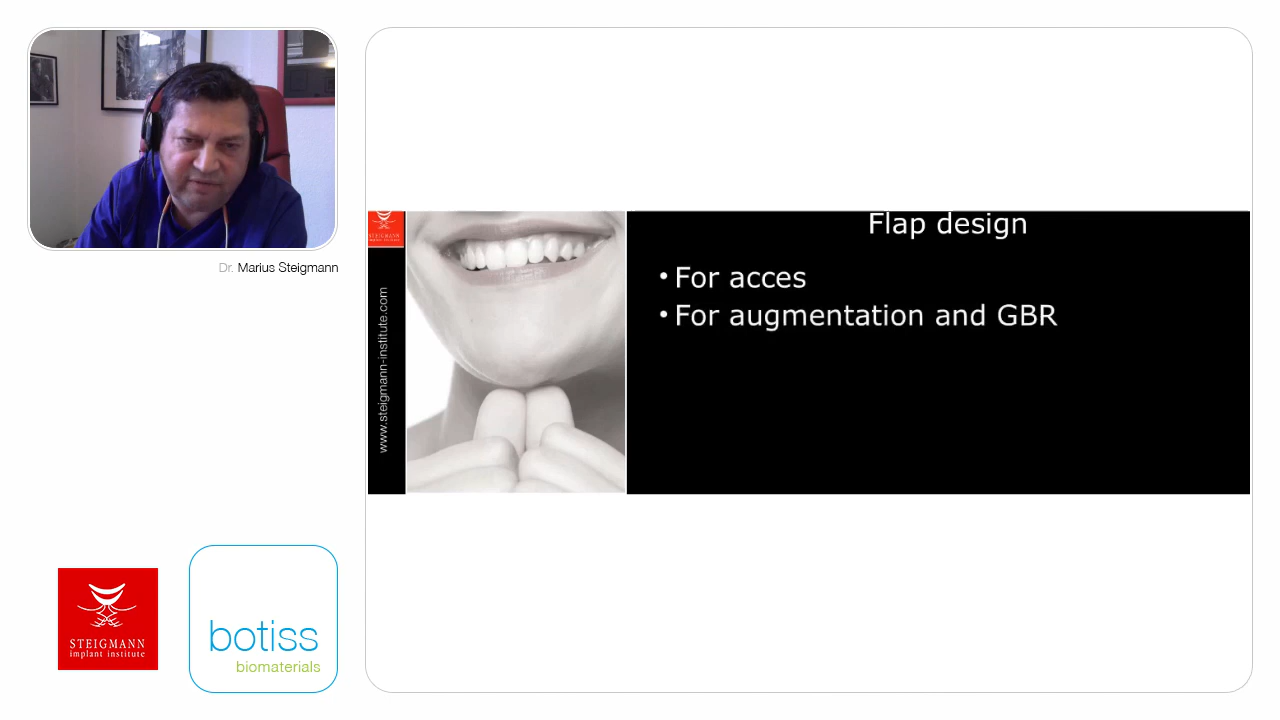 Dr. Marius Steigmann
www.steigmann-institute.com
Flap design
• For acces
• For augmentation and GBR
STEIGMANN
implant institute
botiss
biomaterials